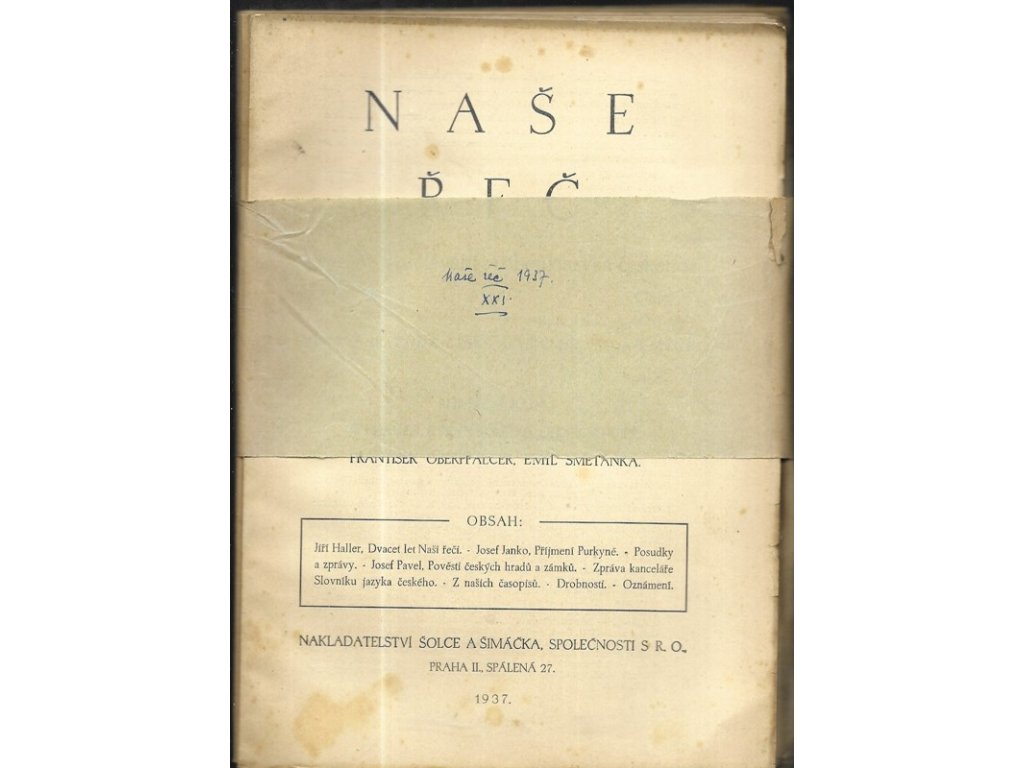 NAŠE
ŘEČ
Naše řeč 1937.
XXI.
FRANTIŠEK OBERPFALCER, EMIL SMETÁNKA.
OBSAH:
Jiří Haller, Dvacet let Naší řeči. - Josef Janko, Příjmení Purkyně. - Posudky
a zprávy. - Josef Pavel, Pověsti českých hradů a zámků. - Zpráva kanceláře
Slovníku jazyka českého. - Z našich časopisů. - Drobnosti. - Oznámení.
NAKLADATELSTVÍ ŠOLCE A ŠIMÁČKA, SPOLEČNOSTI S R. O.,
PRAHA II., SPÁLENÁ 27.
1937.